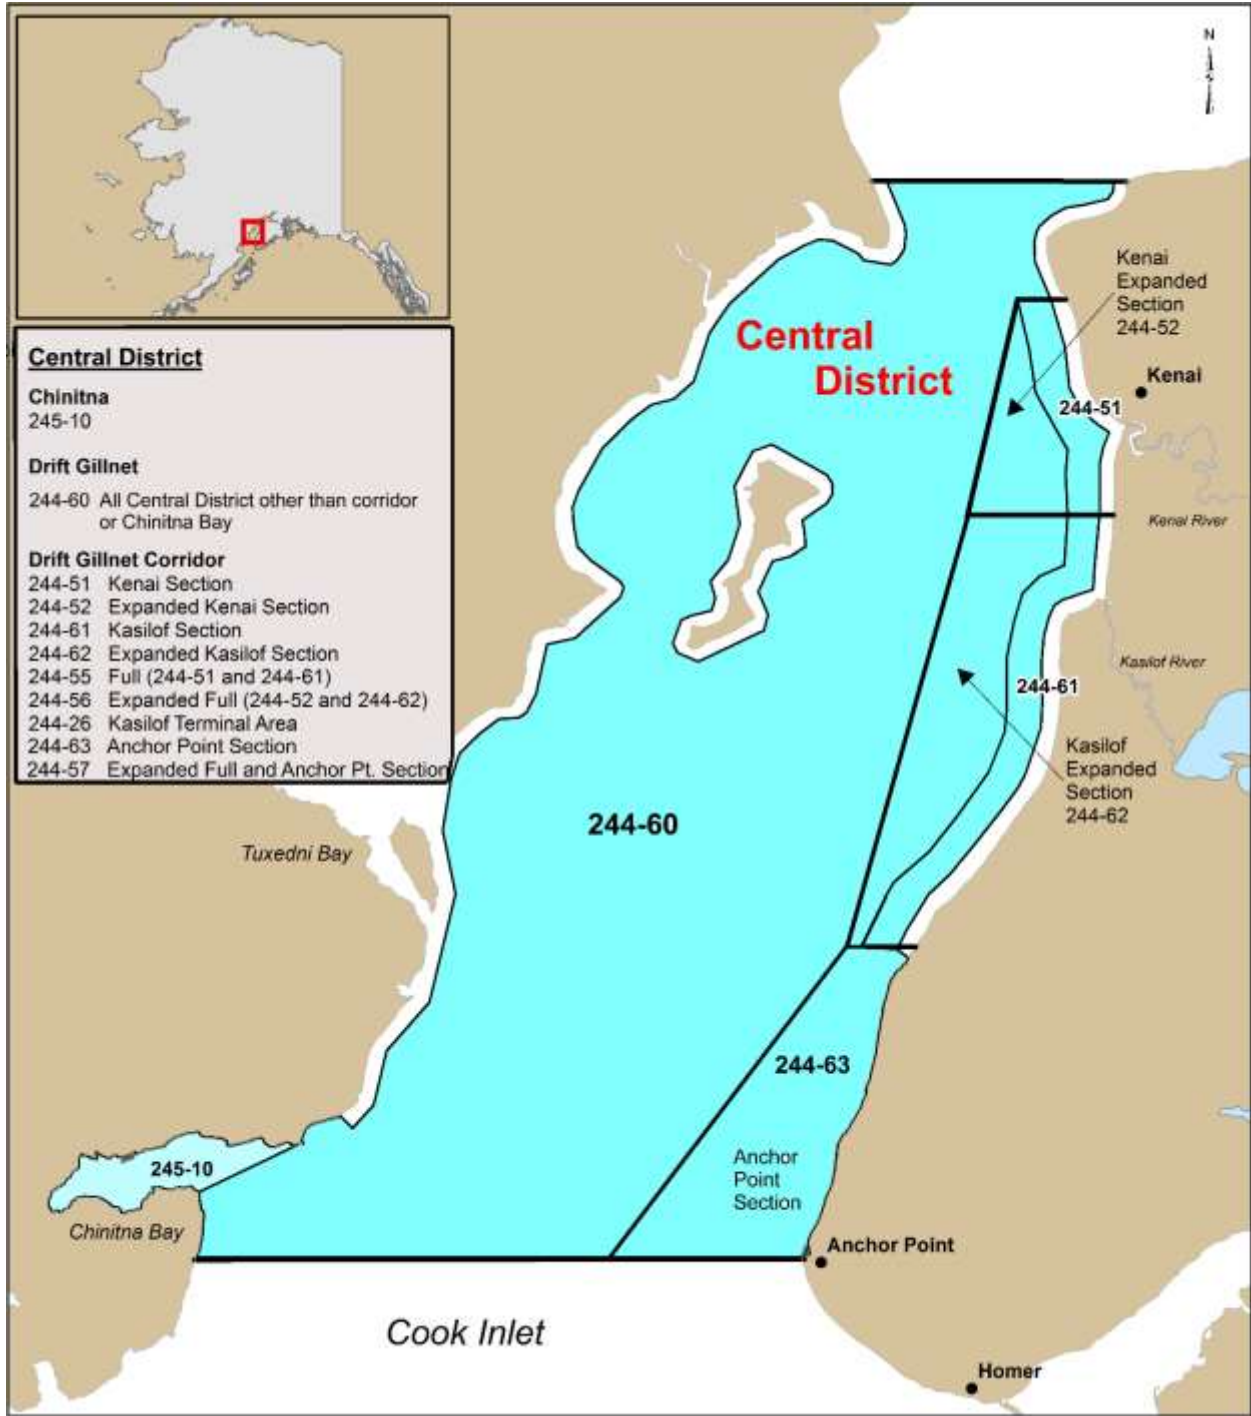 N
Central District
Chinitna
245-10
Drift Gillnet
244-60 All Central District other than corridor
or Chinitna Bay
Drift Gillnet Corridor
244-51 Kenai Section
244-52 Expanded Kenai Section
244-61 Kasilof Section
244-62 Expanded Kasilof Section
244-55 Full (244-51 and 244-61)
244-56 Expanded Full (244-52 and 244-62)
244-26 Kasilof Terminal Area
244-63 Anchor Point Section
244-57 Expanded Full and Anchor Pt. Section
Central
District
Kenai
Expanded
Section
244-52
Kenai
244-51
Kenai River
Kasilof River
244-61
Kasilof
Expanded
Section
244-62
244-60
Tuxedni Bay
244-63
Anchor
Point
Section
245-10
Chinitna Bay
Anchor Point
Cook Inlet
Homer